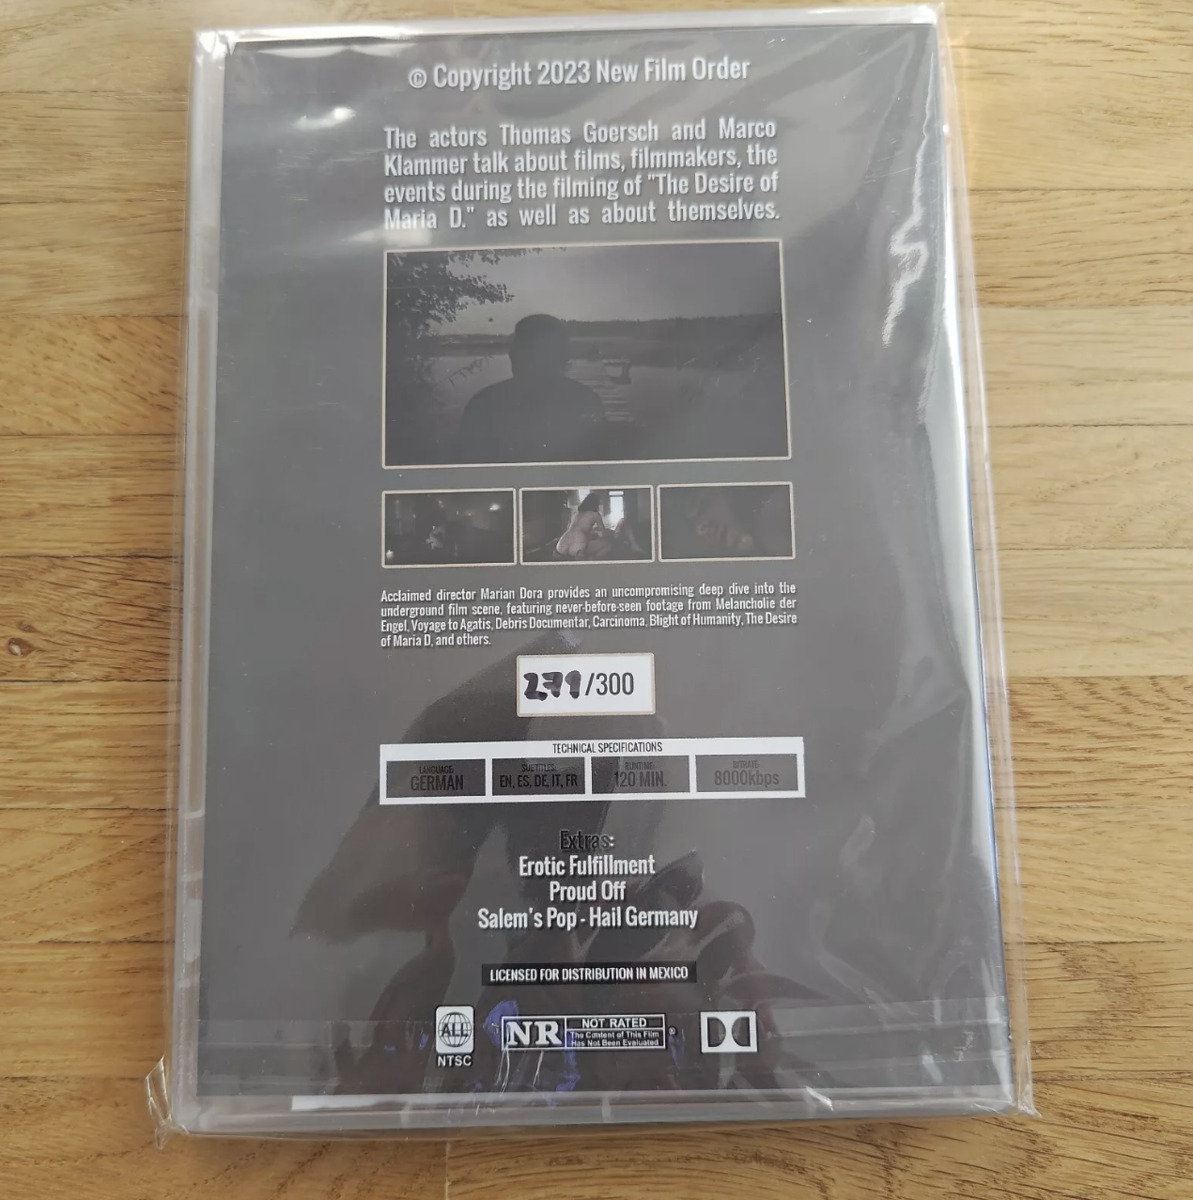 © Copyright 2023 New Film Order
The actors Thomas Goersch and Marco
Klammer talk about films, filmmakers, the
events during the filming of "The Desire of
Maria D." as well as about themselves.
Acclaimed director Marian Dora provides an uncompromising deep dive into the
underground film scene, featuring never-before-seen footage from Melancholie der
Engel, Voyage to Agatis, Debris Documentar, Carcinoma, Blight of Humanity, The Desire
of Maria D, and others.
279/300
TECHNICAL SPECIFICATIONS
LANGUAGE: SUBTITLES: RUNTIME: BITRATE:
GERMAN EN, ES, DE, IT, FR 120 MIN. 8000kbps
Extras:
Erotic Fulfillment
Proud Off
Salem's Pop - Hail Germany
LICENSED FOR DISTRIBUTION IN MEXICO
ALL
NTSC
NR NOT RATED
The Content of This Film
Has Not Been Evaluated
®